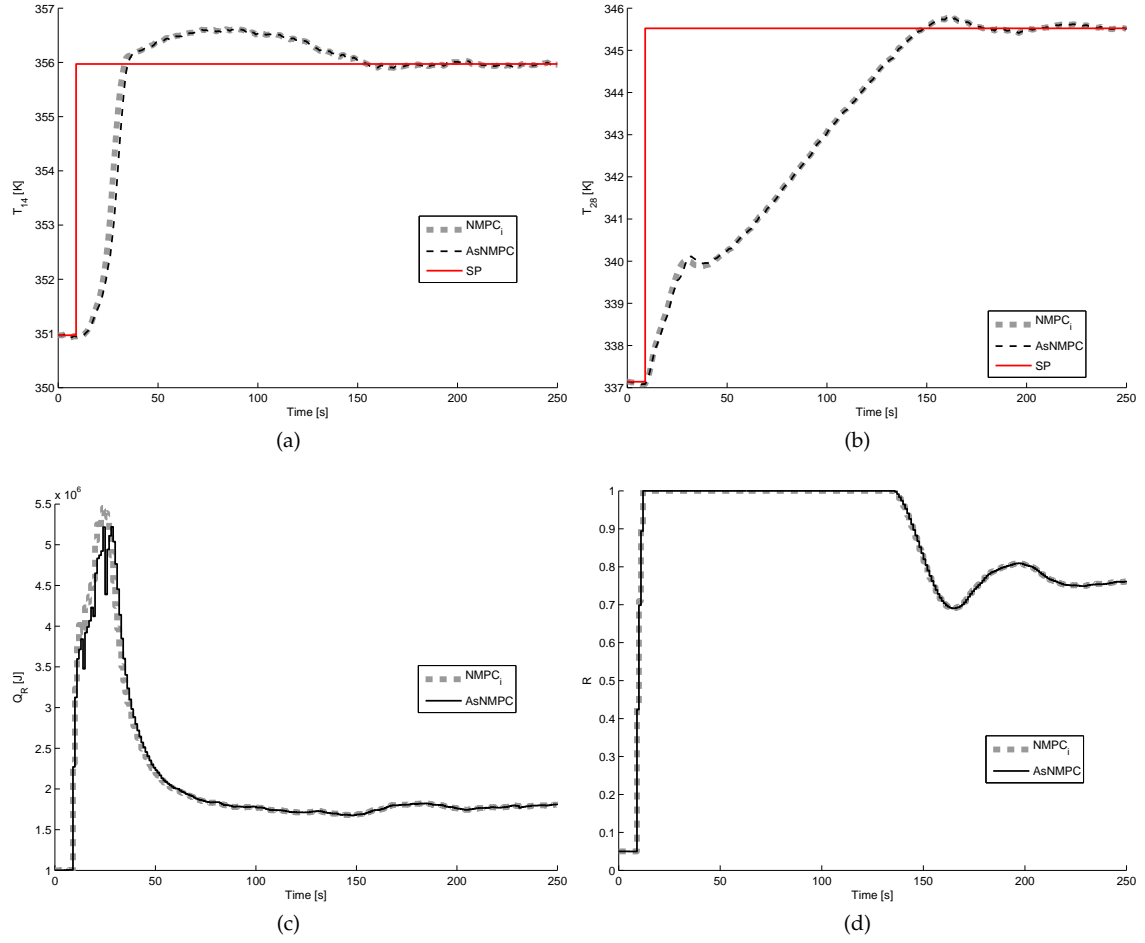 357
356
355
354
353
352
351
350
T14 [K]
NMPCi
AsNMPC
SP
0 50 100 150 200 250
Time [s]
(a)
346
345
344
343
342
341
340
339
338
337
T28 [K]
NMPCi
AsNMPC
SP
0 50 100 150 200 250
Time [s]
(b)
x 10^6
5.5
5
4.5
4
3.5
3
2.5
2
1.5
1
QR [J]
NMPCi
AsNMPC
0 50 100 150 200 250
Time [s]
(c)
1
0.9
0.8
0.7
0.6
0.5
0.4
0.3
0.2
0.1
0
R
NMPCi
AsNMPC
0 50 100 150 200 250
Time [s]
(d)